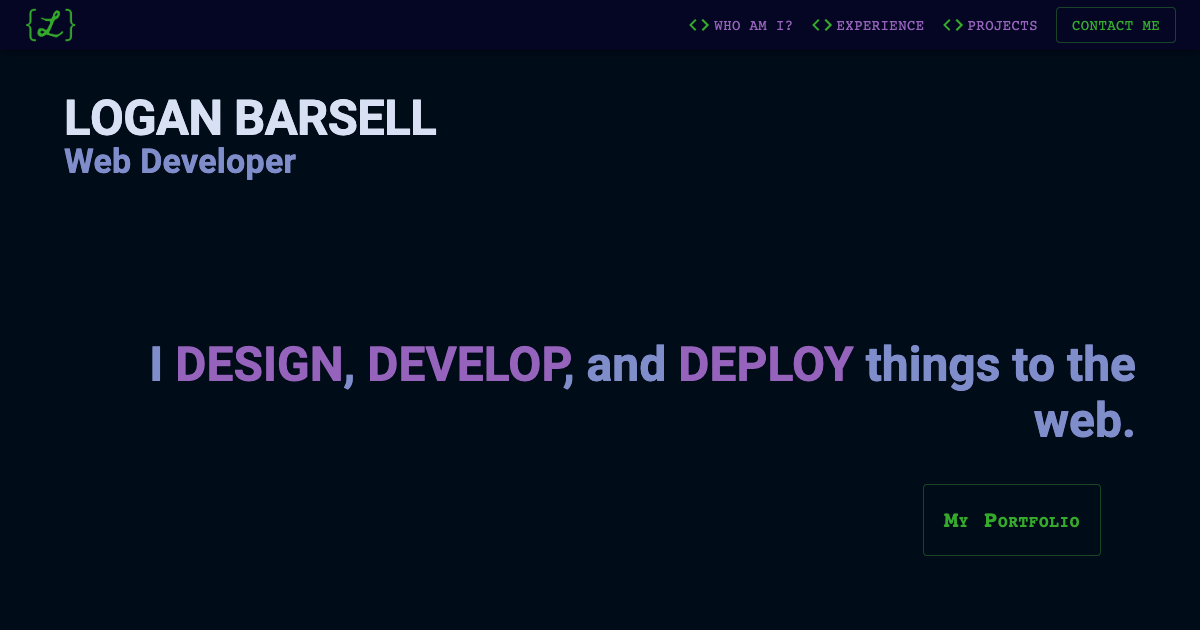 {L} <> WHO AM I? <> EXPERIENCE <> PROJECTS CONTACT ME
LOGAN BARSELL
Web Developer
I DESIGN, DEVELOP, and DEPLOY things to the
web.
My Portfolio